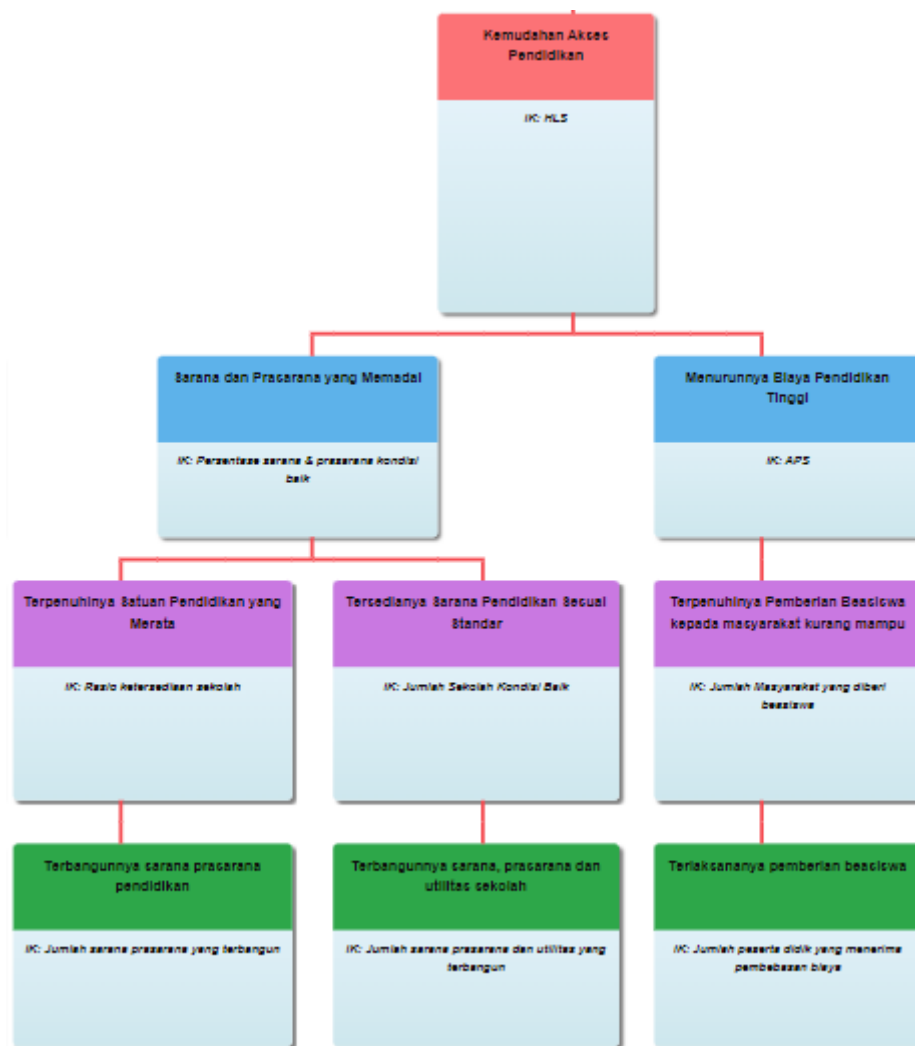 Kemudahan Akses
Pendidikan
IK: HLS
Sarana dan Prasarana yang Memadai
IK: Persentase sarana & prasarana kondisi
baik
Menurunnya Biaya Pendidikan
Tinggi
IK: APS
Terpenuhinya Satuan Pendidikan yang
Merata
IK: Rasio ketersediaan sekolah
Tersedianya Sarana Pendidikan Sesuai
Standar
IK: Jumlah Sekolah Kondisi Baik
Terpenuhinya Pemberian Beasiswa
kepada masyarakat kurang mampu
IK: Jumlah Masyarakat yang diberi
beasiswa
Terbangunnya sarana prasarana
pendidikan
IK: Jumlah sarana prasarana yang terbangun
Terbangunnya sarana, prasarana dan
utilitas sekolah
IK: Jumlah sarana prasarana dan utilitas yang
terbangun
Terlaksananya pemberian beasiswa
IK: Jumlah peserta didik yang menerima
pembebasan biaya